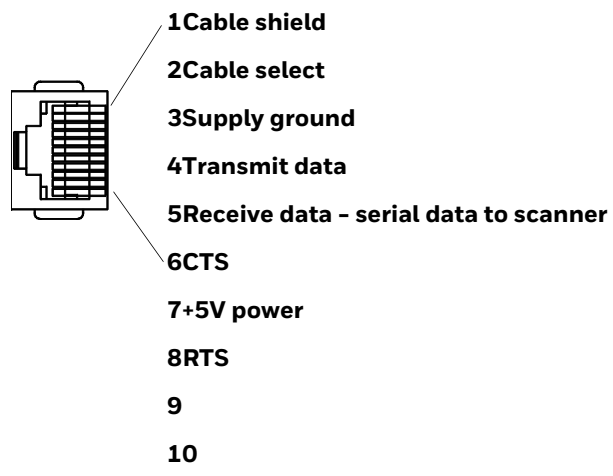 1Cable shield
2Cable select
3Supply ground
4Transmit data
5Receive data – serial data to scanner
6CTS
7+5V power
8RTS
9
10